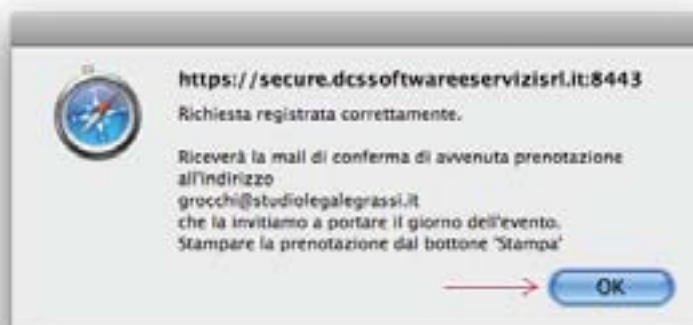 https://secure.dcssoftwareeservizisrl.it:8443
Richiesta registrata correttamente.
Riceverà la mail di conferma di avvenuta prenotazione
all'indirizzo
grocchi@studiolegalegrassi.it
che la invitiamo a portare il giorno dell'evento.
Stampare la prenotazione dal bottone 'Stampa'
OK